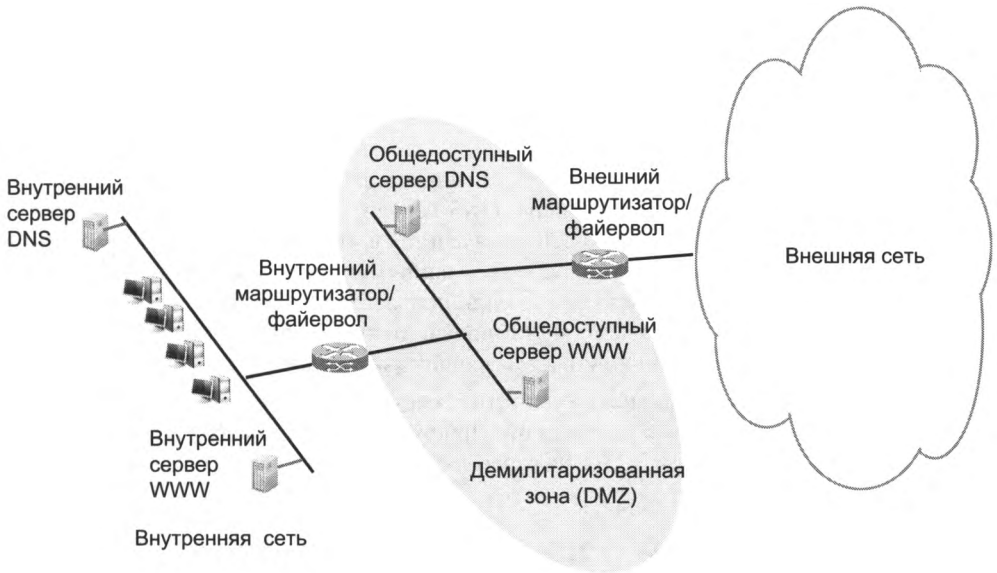 Внутренний
сервер
DNS
Внутренний
маршрутизатор/
файервол
Общедоступный
сервер DNS
Внешний
маршрутизатор/
файервол
Внешняя сеть
Общедоступный
сервер WWW
Внутренний
сервер
WWW
Демилитаризованная
зона (DMZ)
Внутренняя сеть